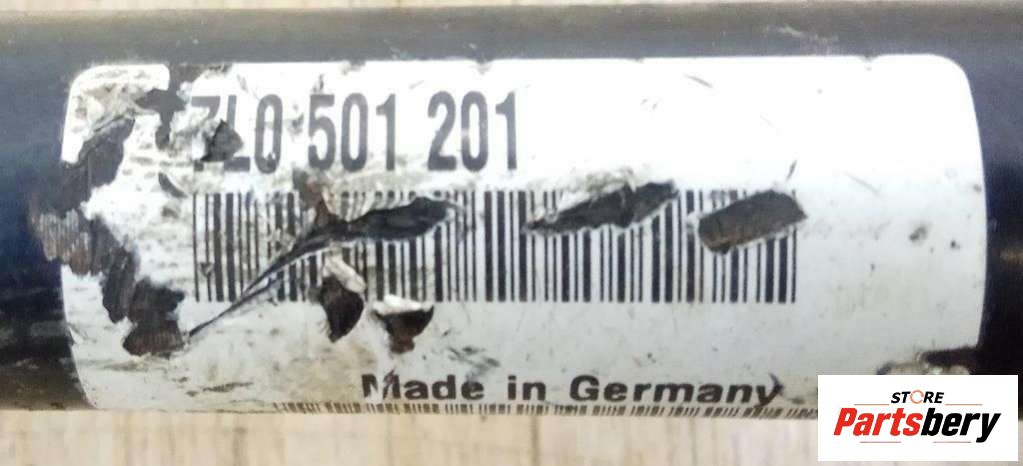 7L0 501 201
Made in Germany
STORE
Partsbery